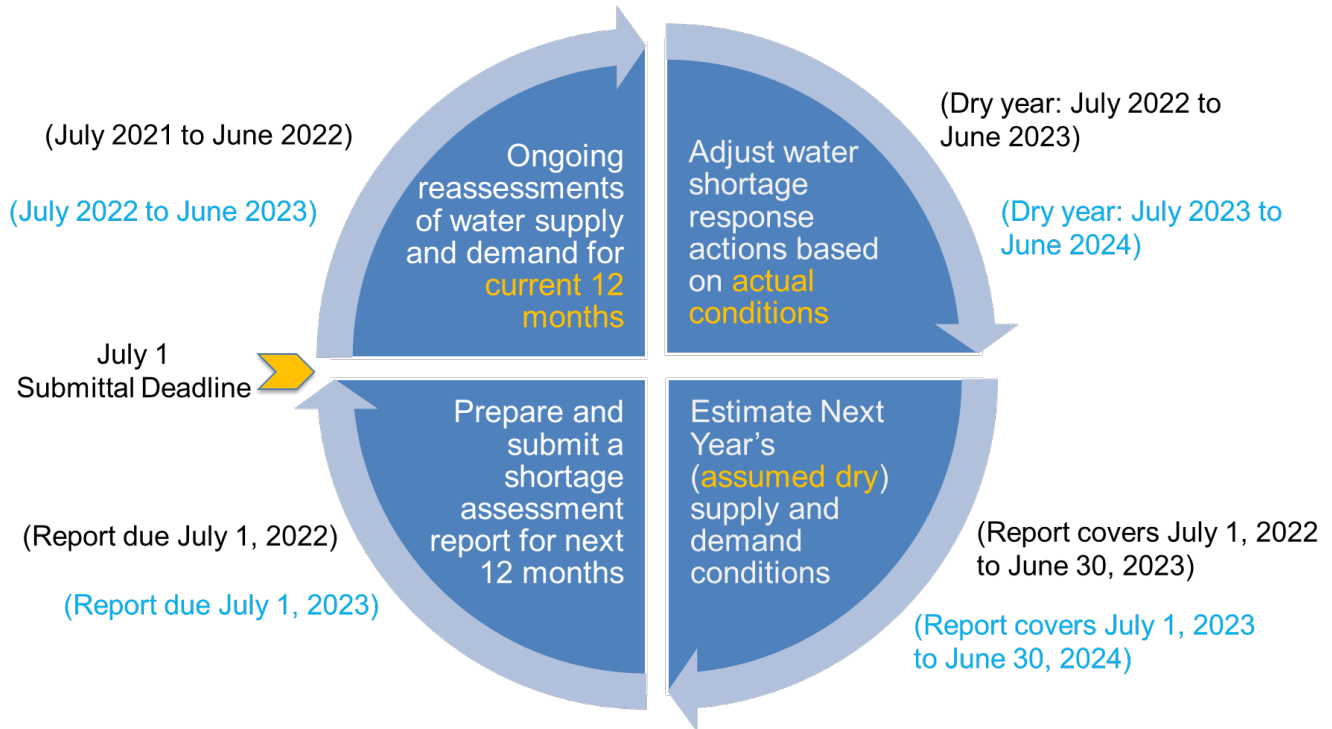 (July 2021 to June 2022)
(July 2022 to June 2023)
Ongoing
reassessments
of water supply
and demand for
current 12
months
Adjust water
shortage
response
actions based
on actual
conditions
(Dry year: July 2022 to
June 2023)
(Dry year: July 2023 to
June 2024)
July 1
Submittal Deadline
Prepare and
submit a
shortage
assessment
report for next
12 months
(Report due July 1, 2022)
(Report due July 1, 2023)
Estimate Next
Year’s
(assumed dry)
supply and
demand
conditions
(Report covers July 1, 2022
to June 30, 2023)
(Report covers July 1, 2023
to June 30, 2024)